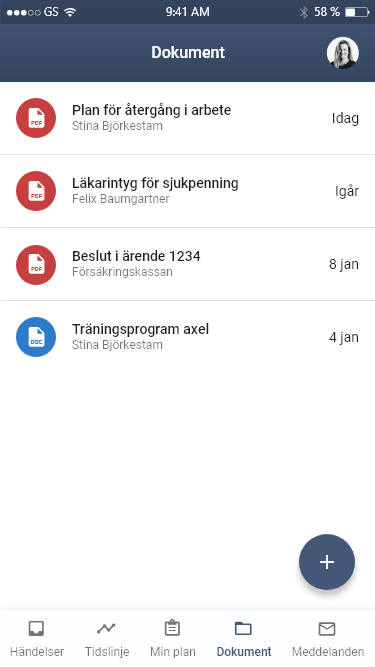 GS 9:41 AM 58 %
Dokument
Plan för återgång i arbete
Stina Björkestam
Idag
PDF
Läkarintyg för sjukpenning
Felix Baumgartner
Igår
PDF
Beslut i ärende 1234
Försäkringskassan
8 jan
PDF
Träningsprogram axel
Stina Björkestam
4 jan
DOC
Händelser Tidslinje Min plan Dokument Meddelanden